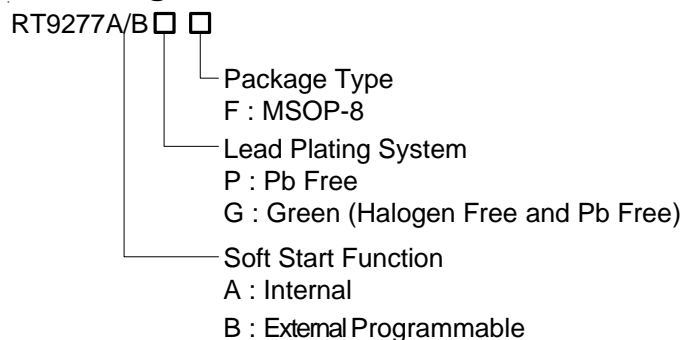 RT9277A/B
Package Type
F : MSOP-8
Lead Plating System
P : Pb Free
G : Green (Halogen Free and Pb Free)
Soft Start Function
A : Internal
B : External Programmable